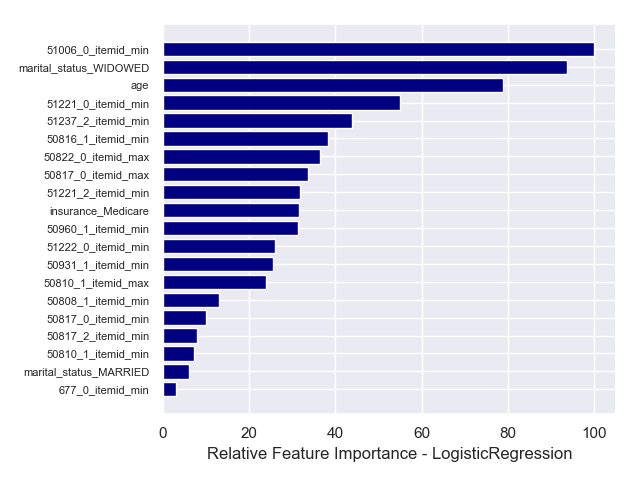 51006_0_itemid_min
marital_status_WIDOWED
age
51221_0_itemid_min
51237_2_itemid_min
50816_1_itemid_min
50822_0_itemid_max
50817_0_itemid_max
51221_2_itemid_min
insurance_Medicare
50960_1_itemid_min
51222_0_itemid_min
50931_1_itemid_min
50810_1_itemid_max
50808_1_itemid_min
50817_0_itemid_min
50817_2_itemid_min
50810_1_itemid_min
marital_status_MARRIED
677_0_itemid_min
0 20 40 60 80 100
Relative Feature Importance - LogisticRegression